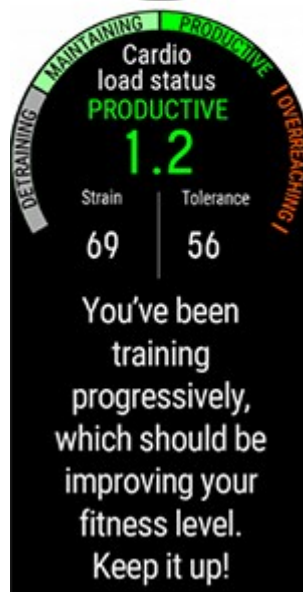 DETRAINING
MAINTAINING
PRODUCTIVE
OVERREACHING
Cardio
load status
PRODUCTIVE
1.2
Strain
Tolerance
69
56
You've been
training
progressively,
which should be
improving your
fitness level.
Keep it up!